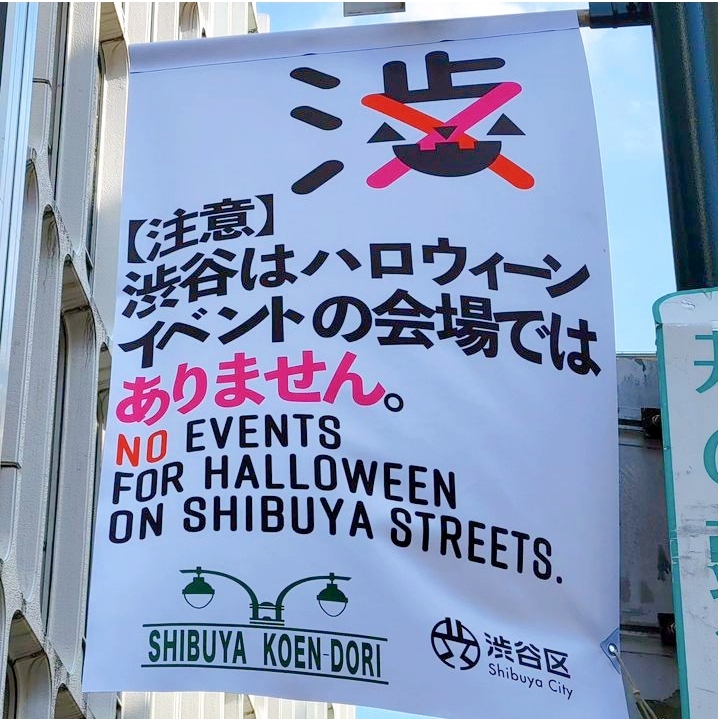 渋
【注意】
渋谷はハロウィーン
イベントの会場では
ありません。
NO EVENTS
FOR HALLOWEEN
ON SHIBUYA STREETS.
SHIBUYA KOEN-DORI
渋谷区
Shibuya City